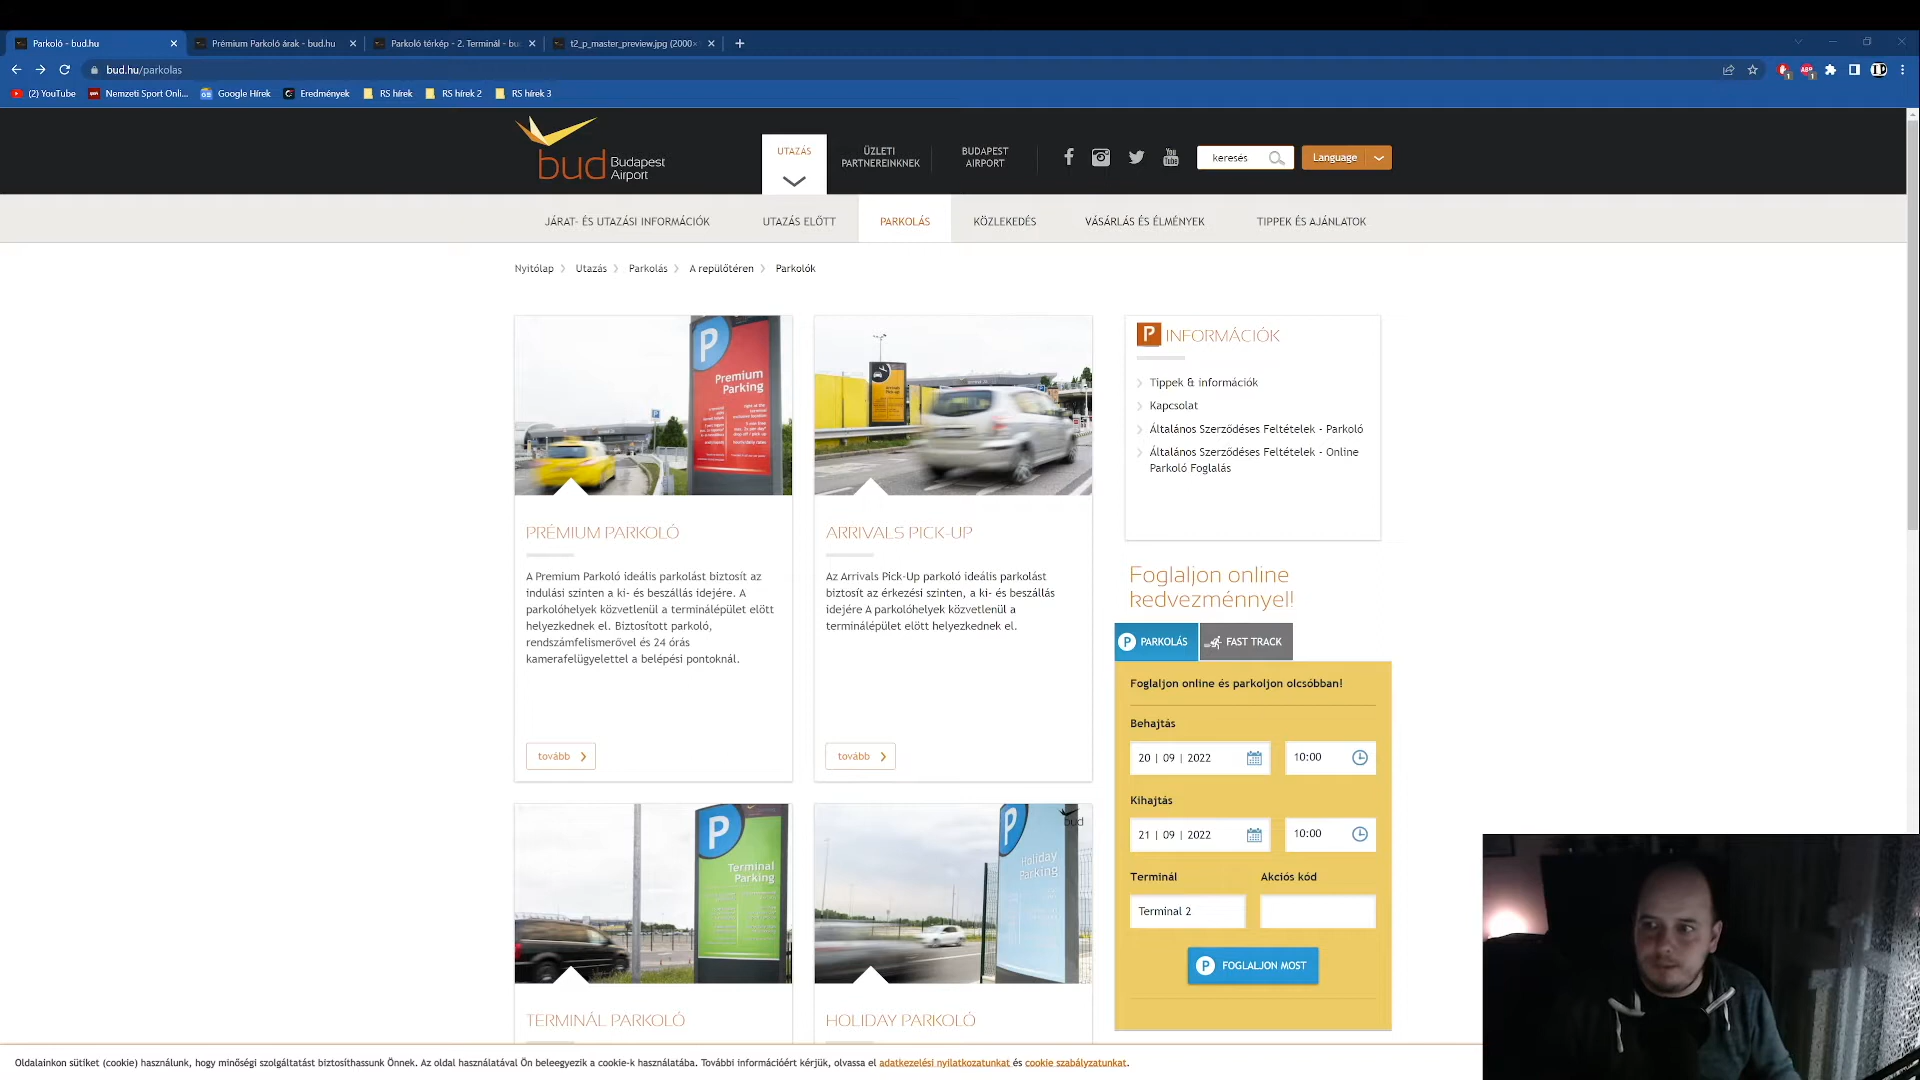 Parkoló - bud.hu
Prémium Parkoló árak - bud.hu
Parkoló térkép - 2. Terminál - bu
t2_p_master_preview.jpg (2000×
bud.hu/parkolas
(2) YouTube
Nemzeti Sport Onli...
Google Hírek
Eredmények
RS hírek
RS hírek 2
RS hírek 3
bud Budapest Airport
UTAZÁS
ÜZLETI PARTNEREINKNEK
BUDAPEST AIRPORT
You Tube
keresés
Language
JÁRAT- ÉS UTAZÁSI INFORMÁCIÓK
UTAZÁS ELŐTT
PARKOLÁS
KÖZLEKEDÉS
VÁSÁRLÁS ÉS ÉLMÉNYEK
TIPPEK ÉS AJÁNLATOK
Nyitólap
Utazás
Parkolás
A repülőtéren
Parkolók
P
Premium
Parking
PRÉMIUM PARKOLÓ
A Premium Parkoló ideális parkolást biztosít az
indulási szinten a ki- és beszállás idejére. A
parkolóhelyek közvetlenül a terminálépület előtt
helyezkednek el. Biztosított parkoló,
rendszámfelismerővel és 24 órás
kamerafelügyelettel a belépési pontoknál.
tovább
ARRIVALS PICK-UP
Az Arrivals Pick-Up parkoló ideális parkolást
biztosít az érkezési szinten, a ki- és beszállás
idejére A parkolóhelyek közvetlenül a
terminálépület előtt helyezkednek el.
tovább
P INFORMÁCIÓK
Tippek & információk
Kapcsolat
Általános Szerződéses Feltételek - Parkoló
Általános Szerződéses Feltételek - Online
Parkoló Foglalás
Foglaljon online
kedvezménnyel!
P PARKOLÁS
FAST TRACK
Foglaljon online és parkoljon olcsóbban!
Behajtás
20 | 09 | 2022
10:00
Kihajtás
21 | 09 | 2022
10:00
Terminál
Akciós kód
Terminal 2
P FOGLALJON MOST
P
Terminal
Parking
TERMINÁL PARKOLÓ
P
Holiday
Parking
bud
HOLIDAY PARKOLÓ
Oldalainkon sütiket (cookie) használunk, hogy minőségi szolgáltatást biztosíthassunk Önnek. Az oldal használatával Ön beleegyezik a cookie-k használatába. További információért kérjük, olvassa el adatkezelési nyilatkozatunkat és cookie szabályzatunkat.